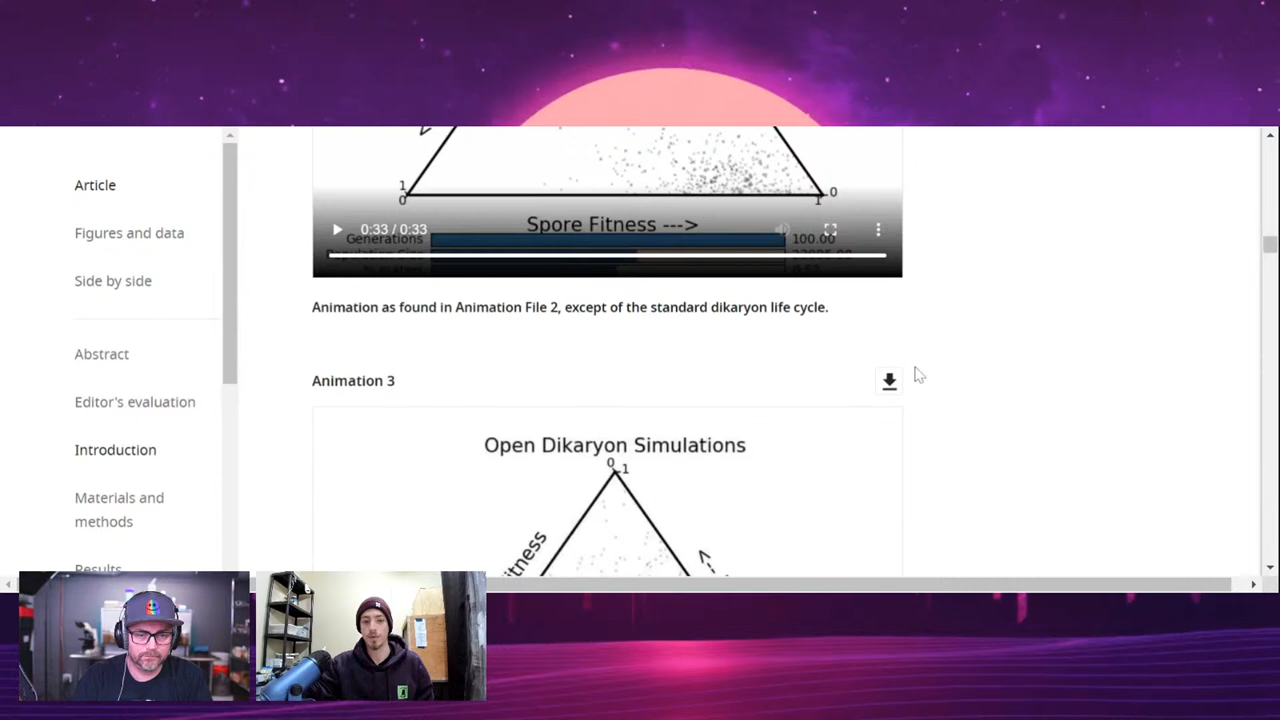 1
0
0
1
Spore Fitness --->
0:33 / 0:33
Generations
100.00
Animation as found in Animation File 2, except of the standard dikaryon life cycle.
Animation 3
Open Dikaryon Simulations
0
1
Article
Figures and data
Side by side
Abstract
Editor's evaluation
Introduction
Materials and
methods
Results